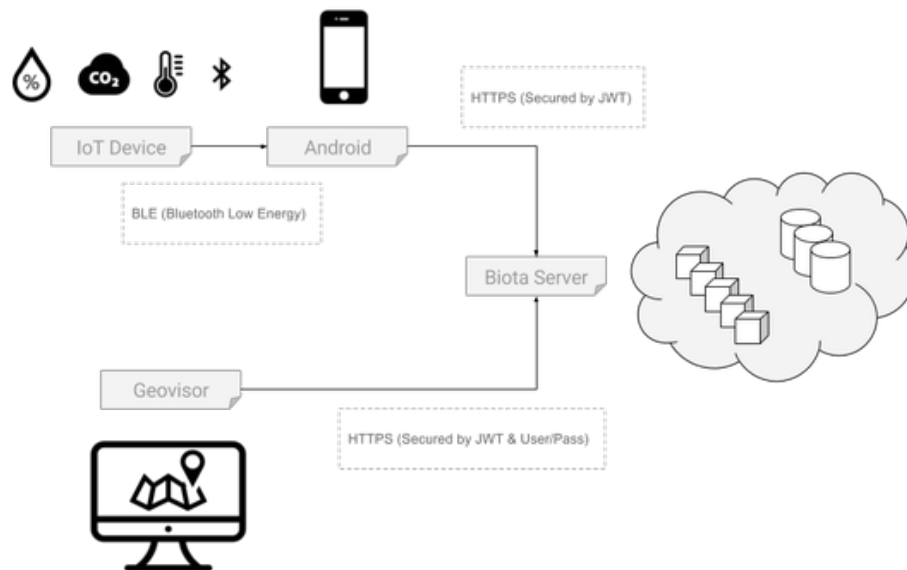 %
CO₂
HTTPS (Secured by JWT)
IoT Device
Android
BLE (Bluetooth Low Energy)
Biota Server
Geovisor
HTTPS (Secured by JWT & User/Pass)